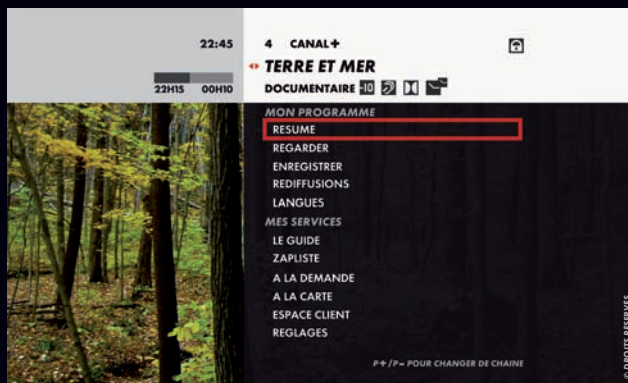 22:45
4 CANAL+
TERRE ET MER
DOCUMENTAIRE -10
22H15 00H10
MON PROGRAMME
RESUME
REGARDER
ENREGISTRER
REDIFFUSIONS
LANGUES
MES SERVICES
LE GUIDE
ZAPLISTE
A LA DEMANDE
A LA CARTE
ESPACE CLIENT
REGLAGES
P+/P- POUR CHANGER DE CHAINE
© DROITS RESERVES